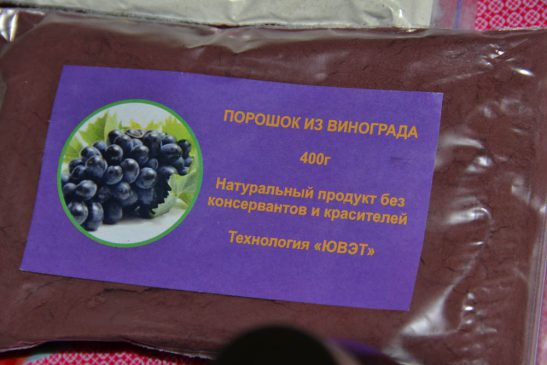 ПОРОШОК ИЗ ВИНОГРАДА
400г
Натуральный продукт без
консервантов и красителей
Технология «ЮВЭТ»